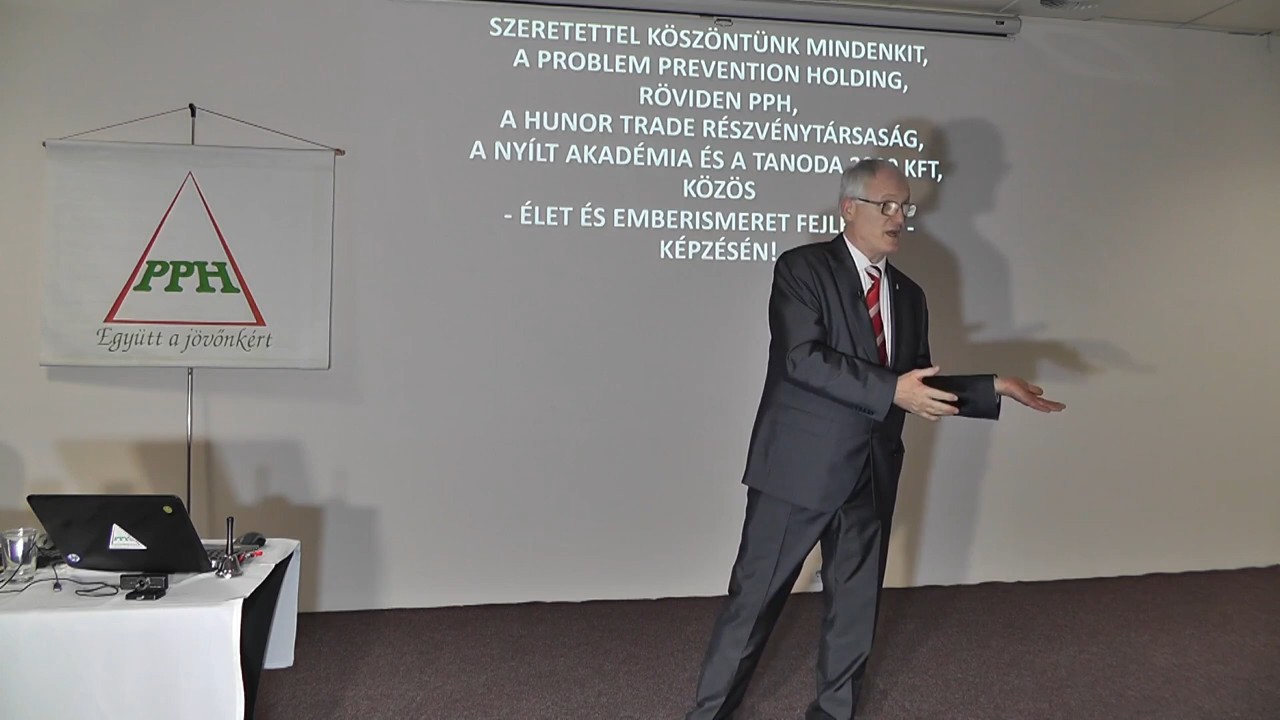 SZERETETTEL KÖSZÖNTÜNK MINDENKIT,
A PROBLEM PREVENTION HOLDING,
RÖVIDEN PPH,
A HUNOR TRADE RÉSZVÉNYTÁRSASÁG,
A NYÍLT AKADÉMIA ÉS A TANODA KFT,
KÖZÖS
- ÉLET ÉS EMBERISMERET -
KÉPZÉSÉN!
PPH
Együtt a jövőnkért